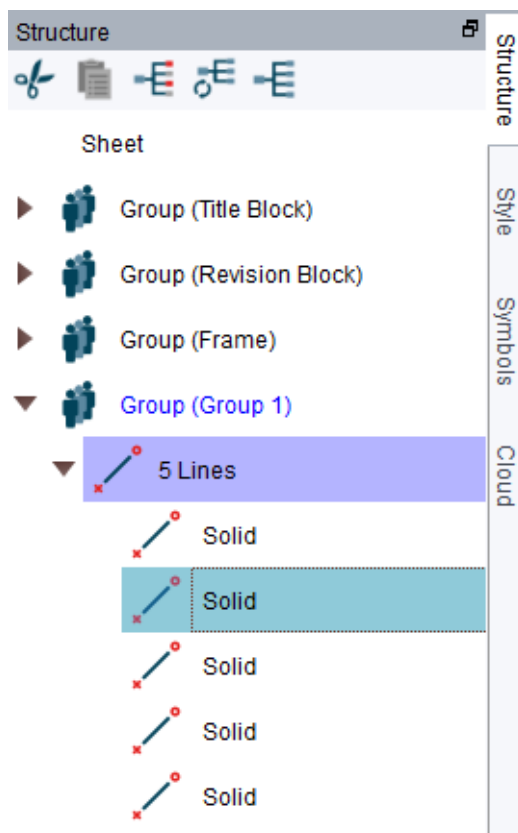 Structure
Sheet
Group (Title Block)
Group (Revision Block)
Group (Frame)
Group (Group 1)
5 Lines
Solid
Solid
Solid
Solid
Solid
Structure
Style
Symbols
Cloud